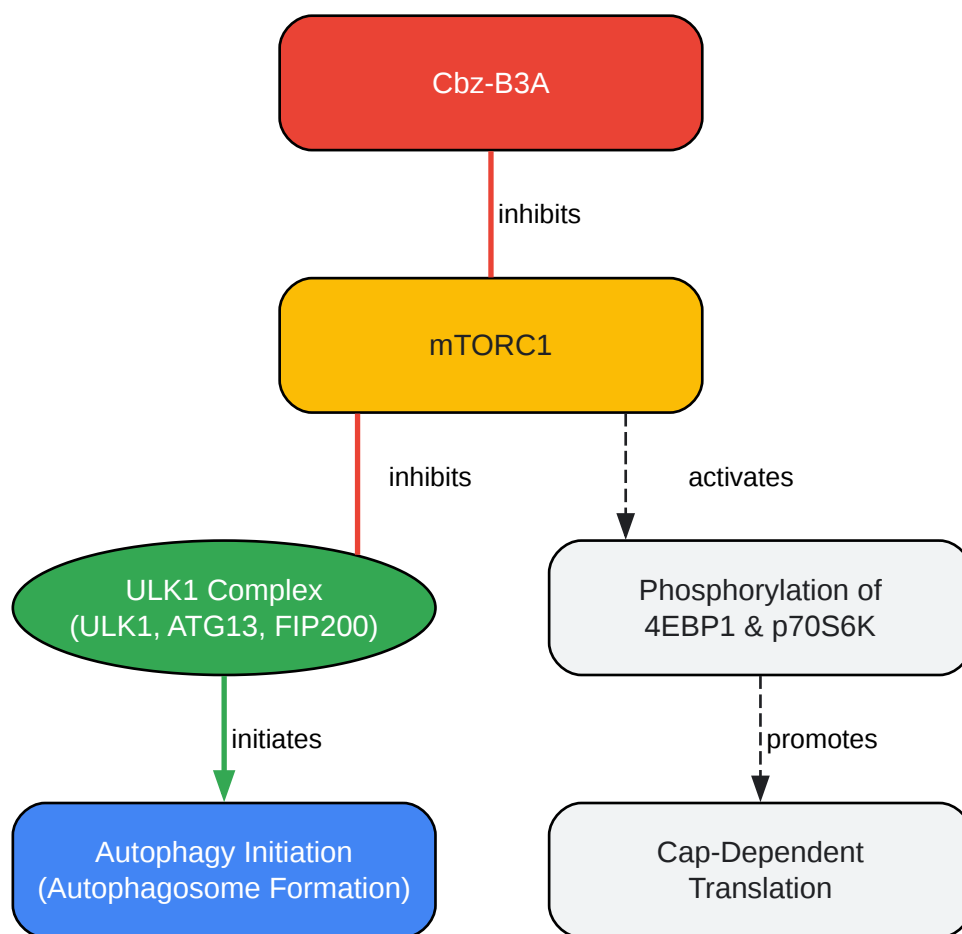 Cbz-B3A
inhibits
mTORC1
inhibits
activates
ULK1 Complex
(ULK1, ATG13, FIP200)
Phosphorylation of
4EBP1 & p70S6K
initiates
promotes
Autophagy Initiation
(Autophagosome Formation)
Cap-Dependent
Translation